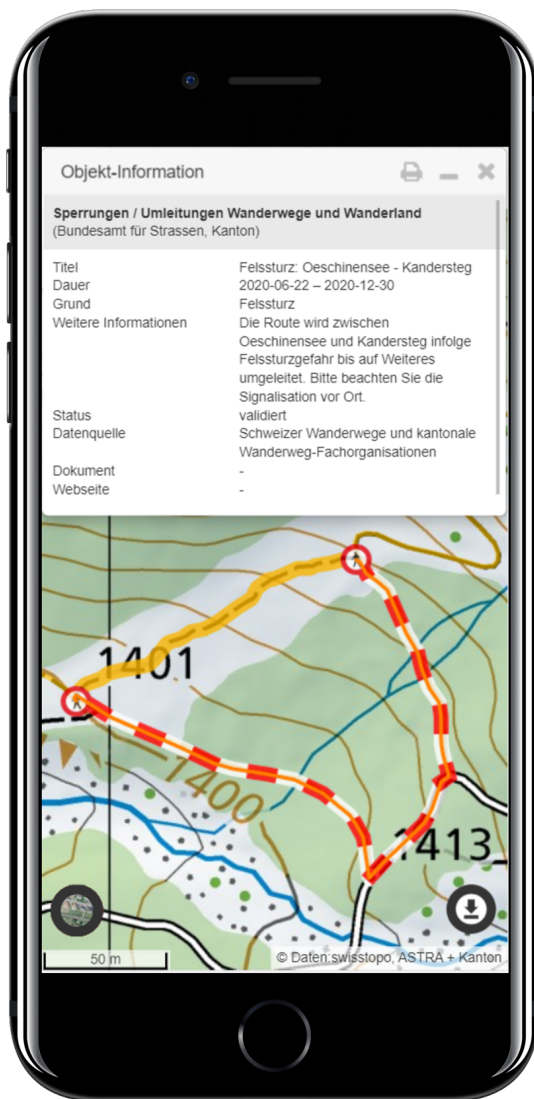 Objekt-Information
Sperrungen / Umleitungen Wanderwege und Wanderland
(Bundesamt für Strassen, Kanton)
Titel Felssturz: Oeschinensee - Kandersteg
Dauer 2020-06-22 – 2020-12-30
Grund Felssturz
Weitere Informationen Die Route wird zwischen
Oeschinensee und Kandersteg infolge
Felssturzgefahr bis auf Weiteres
umgeleitet. Bitte beachten Sie die
Signalisation vor Ort.
Status validiert
Datenquelle Schweizer Wanderwege und kantonale
Wanderweg-Fachorganisationen
Dokument -
Webseite -
1401
1400
1413
50 m
© Daten:swisstopo, ASTRA + Kanton